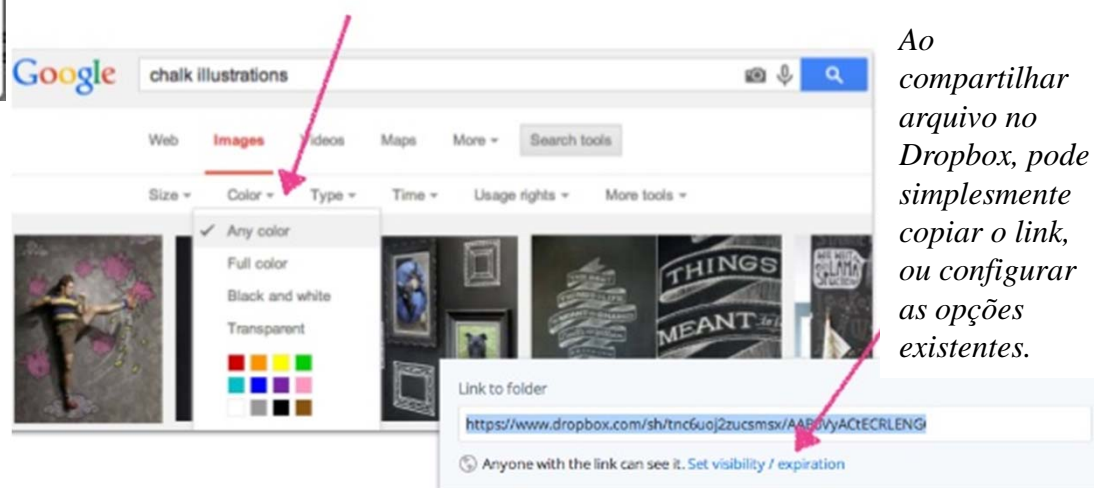 Google chalk illustrations
Web Images Videos Maps More Search tools
Size Color Type Time Usage rights More tools
Any color
Full color
Black and white
Transparent
THINGS
MEANT
Ao
compartilhar
arquivo no
Dropbox, pode
simplesmente
copiar o link,
ou configurar
as opções
existentes.
Link to folder
Anyone with the link can see it. Set visibility / expiration